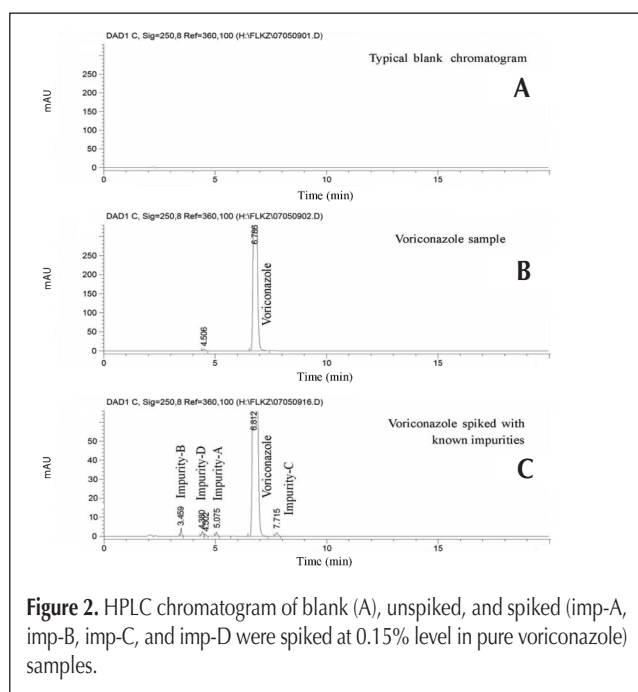 DAD1 C, Sig=250,8 Ref=360,100 (H:\FLKZ\07050901.D)
Typical blank chromatogram
A
mAU
250
200
150
100
50
0
0 5 10 15
Time (min)
DAD1 C, Sig=250,8 Ref=360,100 (H:\FLKZ\07050902.D)
Voriconazole sample
B
mAU
250
200
150
100
50
0
4.506
6.786
Voriconazole
0 5 10 15
Time (min)
DAD1 C, Sig=250,8 Ref=360,100 (H:\FLKZ\07050916.D)
Voriconazole spiked with
known impurities
C
mAU
50
40
30
20
10
0
3.459
Impurity-B
4.380
Impurity-D
4.502
5.075
Impurity-A
6.812
Voriconazole
7.715
Impurity-C
0 5 10 15
Time (min)
Figure 2. HPLC chromatogram of blank (A), unspiked, and spiked (imp-A,
imp-B, imp-C, and imp-D were spiked at 0.15% level in pure voriconazole)
samples.